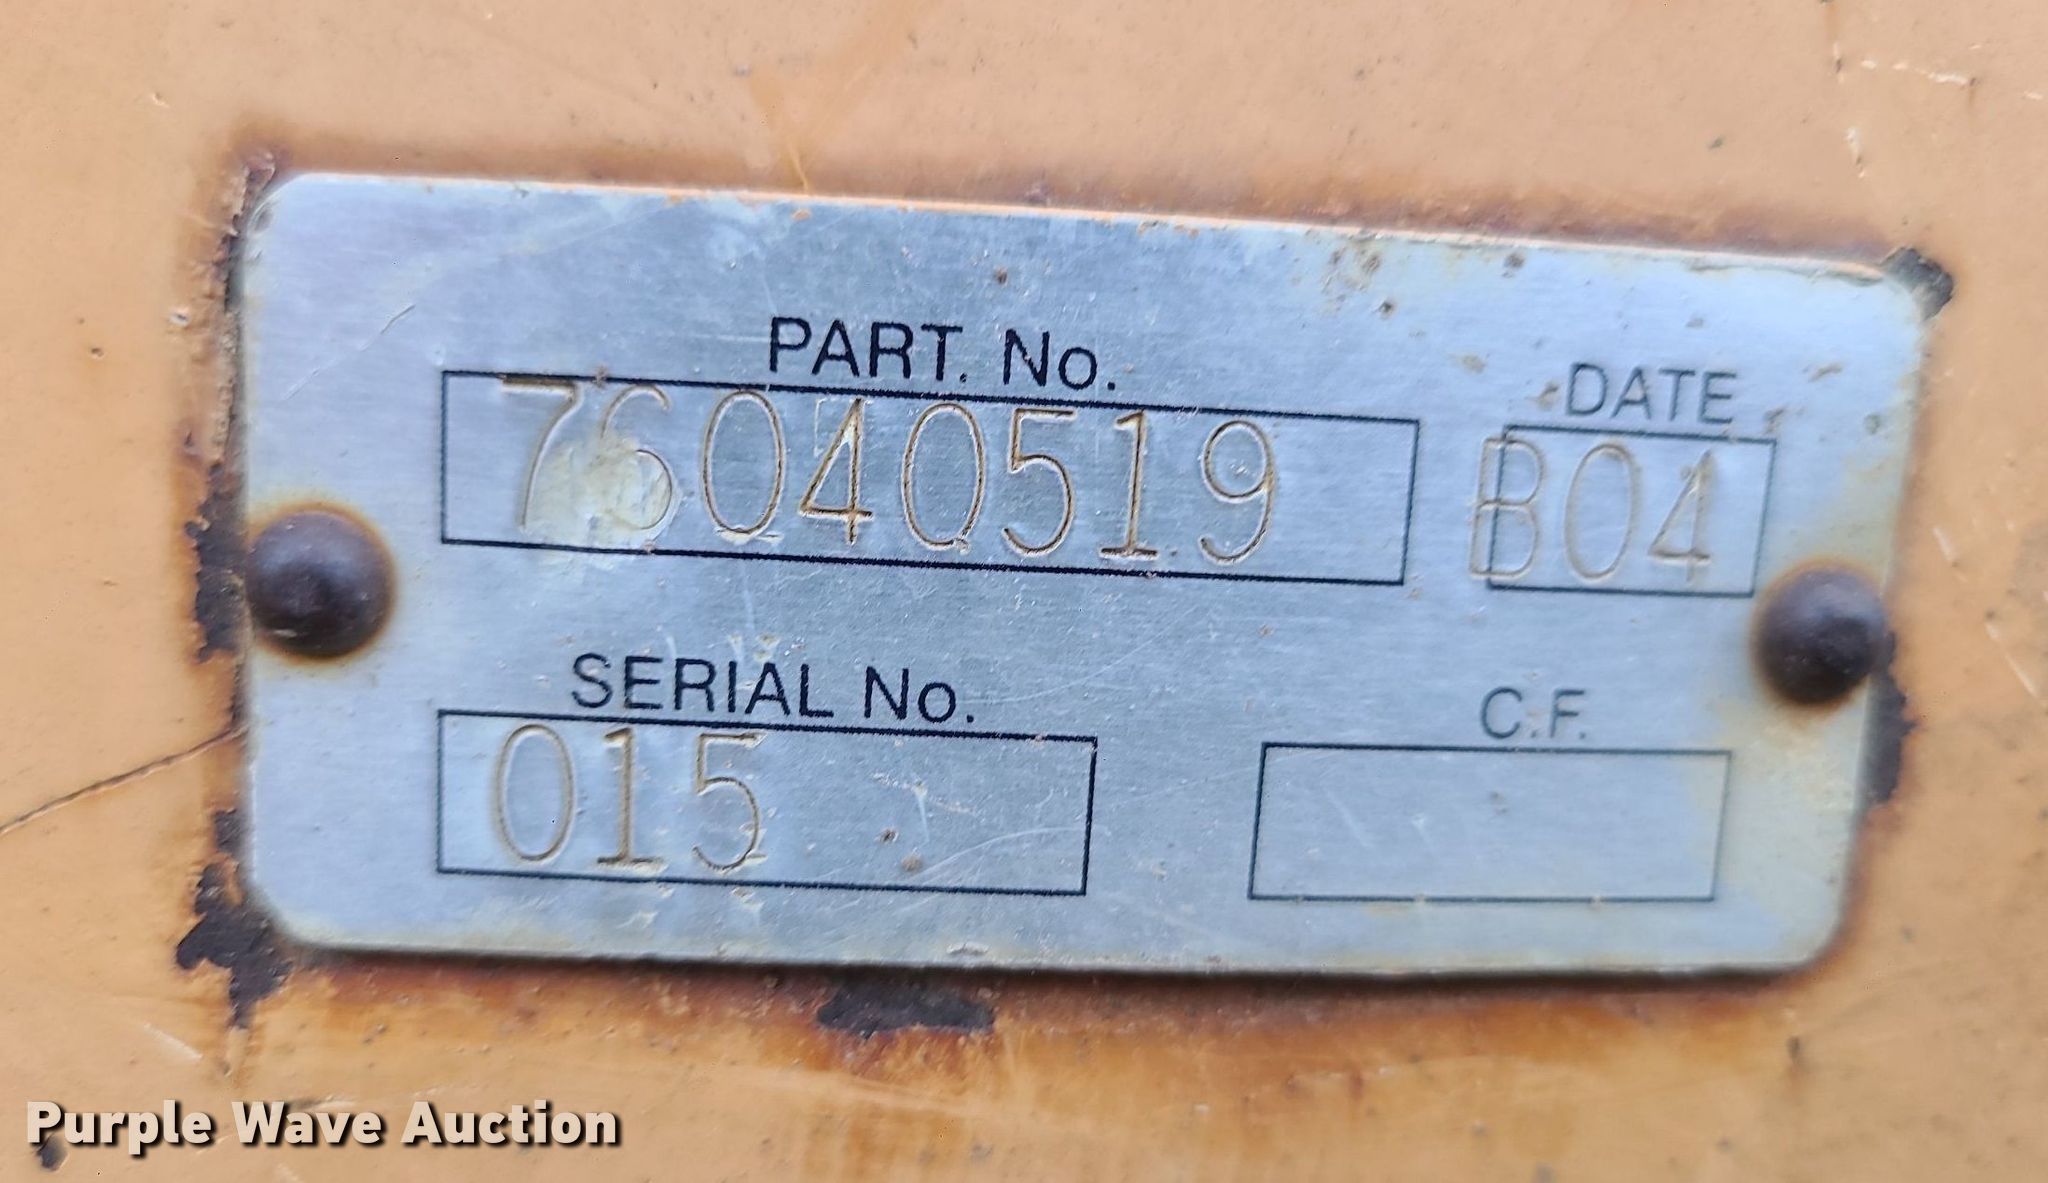 PART. No.
76040519
DATE
B04
SERIAL No.
015
C.F.
Purple Wave Auction